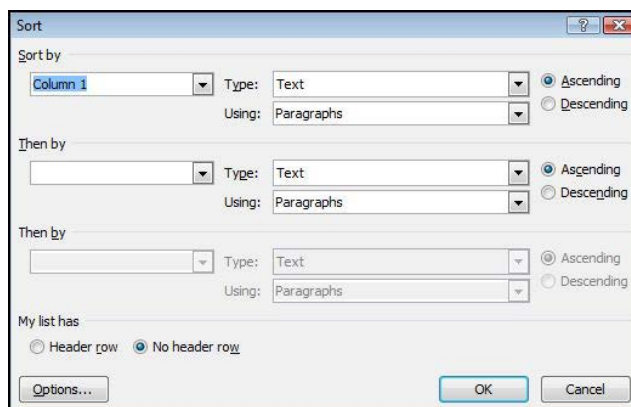 Sort
Sort by
Column 1 Type: Text Ascending
Using: Paragraphs Descending
Then by
Type: Text Ascending
Using: Paragraphs Descending
Then by
Type: Text Ascending
Using: Paragraphs Descending
My list has
Header row No header row
Options... OK Cancel